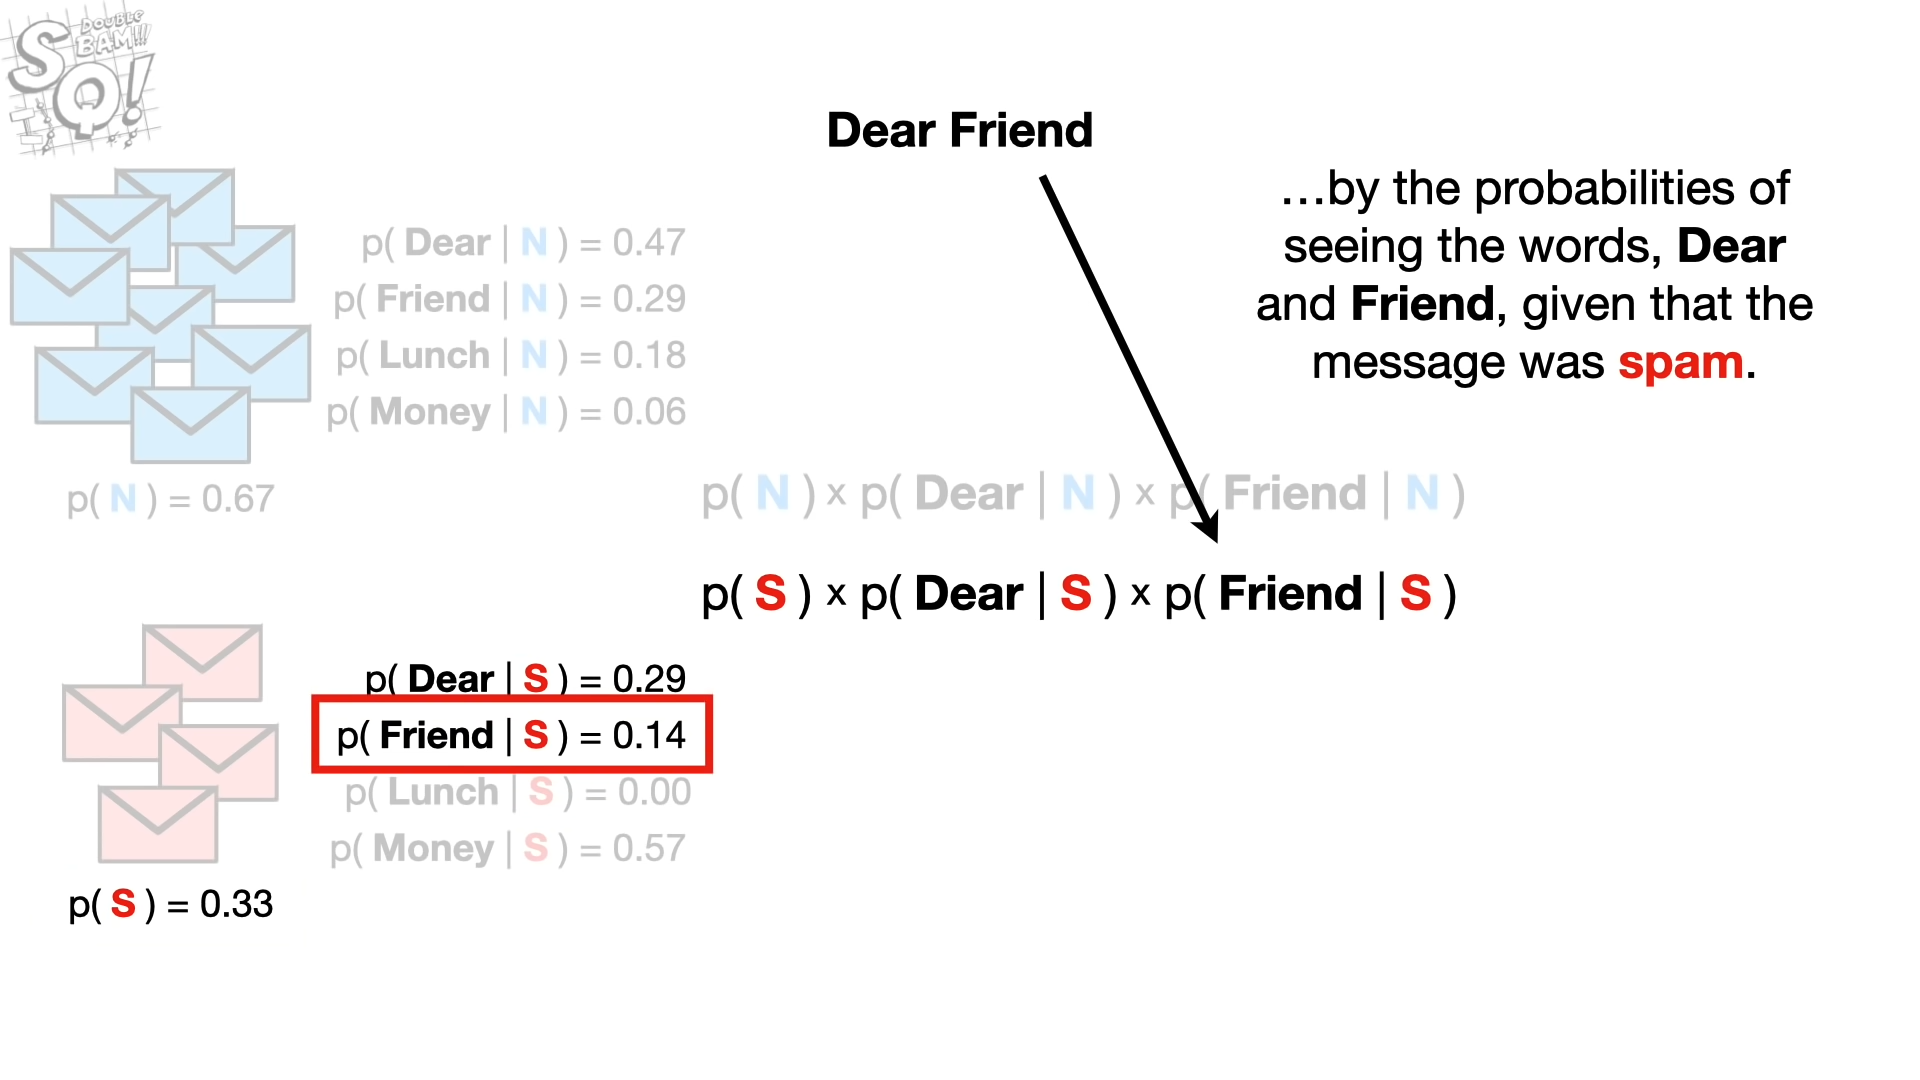 DOUBLE
BAM!!!
SQ!
Dear Friend
…by the probabilities of
seeing the words, Dear
and Friend, given that the
message was spam.
p( Dear | N ) = 0.47
p( Friend | N ) = 0.29
p( Lunch | N ) = 0.18
p( Money | N ) = 0.06
p( N ) = 0.67
p( N ) x p( Dear | N ) x p( Friend | N )
p( S ) x p( Dear | S ) x p( Friend | S )
p( Dear | S ) = 0.29
p( Friend | S ) = 0.14
p( Lunch | S ) = 0.00
p( Money | S ) = 0.57
p( S ) = 0.33